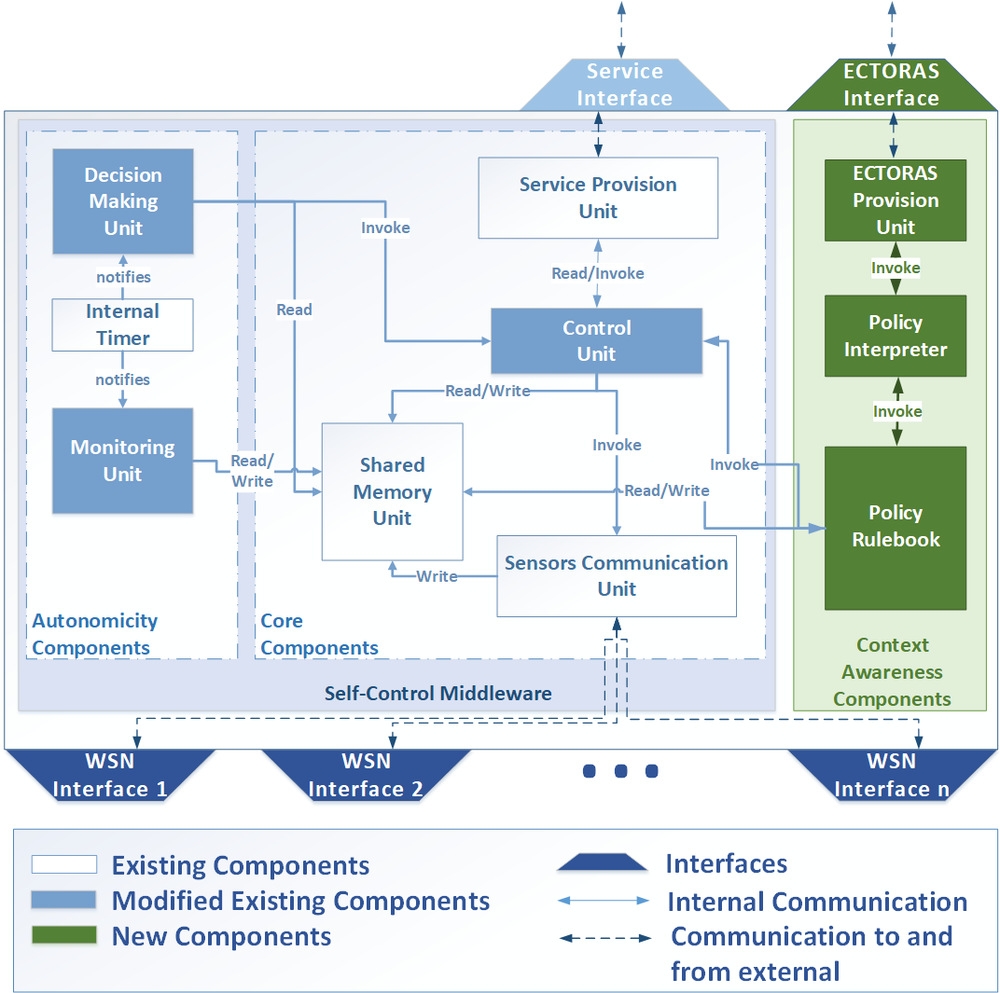 Service
Interface
ECTORAS
Interface
Decision
Making
Unit
notifies
Internal
Timer
notifies
Monitoring
Unit
Autonomicity
Components
Invoke
Read
Read/
Write
Service Provision
Unit
Read/Invoke
Control
Unit
Read/Write
Invoke
Shared
Memory
Unit
Read/Write
Invoke
Write
Sensors Communication
Unit
Core
Components
Self-Control Middleware
ECTORAS
Provision
Unit
Invoke
Policy
Interpreter
Invoke
Policy
Rulebook
Context
Awareness
Components
WSN
Interface 1
WSN
Interface 2
WSN
Interface n
Existing Components
Modified Existing Components
New Components
Interfaces
Internal Communication
Communication to and
from external